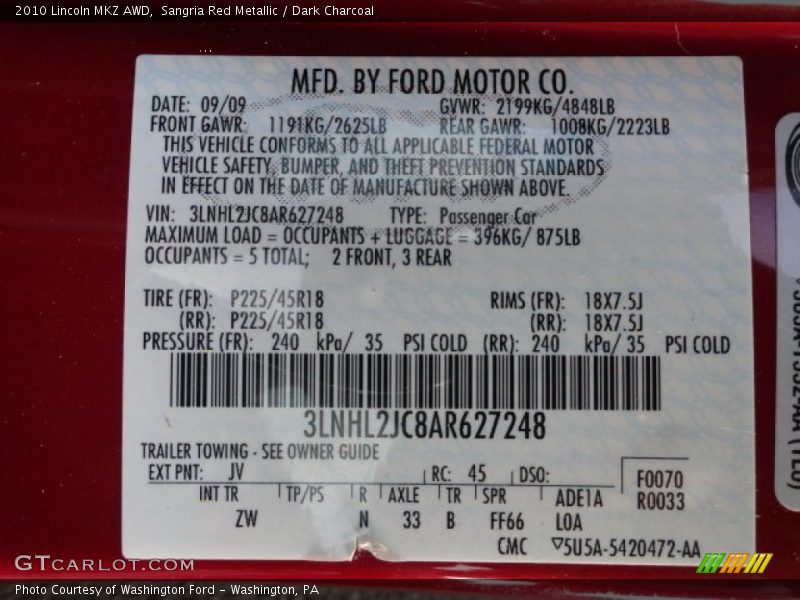 2010 Lincoln MKZ AWD, Sangria Red Metallic / Dark Charcoal
MFD. BY FORD MOTOR CO.
DATE: 09/09 GVWR: 2199KG/4848LB
FRONT GAWR: 1191KG/2625LB REAR GAWR: 1008KG/2223LB
THIS VEHICLE CONFORMS TO ALL APPLICABLE FEDERAL MOTOR
VEHICLE SAFETY, BUMPER, AND THEFT PREVENTION STANDARDS
IN EFFECT ON THE DATE OF MANUFACTURE SHOWN ABOVE.
VIN: 3LNHL2JC8AR627248 TYPE: Passenger Car
MAXIMUM LOAD = OCCUPANTS + LUGGAGE = 396KG/ 875LB
OCCUPANTS = 5 TOTAL; 2 FRONT, 3 REAR
TIRE (FR): P225/45R18 RIMS (FR): 18X7.5J
(RR): P225/45R18 (RR): 18X7.5J
PRESSURE (FR): 240 kPa/ 35 PSI COLD (RR): 240 kPa/ 35 PSI COLD
3LNHL2JC8AR627248
TRAILER TOWING - SEE OWNER GUIDE
EXT PNT: JV RC: 45 DSO: F0070
INT TR TP/PS R AXLE TR SPR ADE1A R0033
ZW N 33 B FF66 LOA
CMC ▽5U5A-5420472-AA
GTCARLOT.COM
Photo Courtesy of Washington Ford - Washington, PA